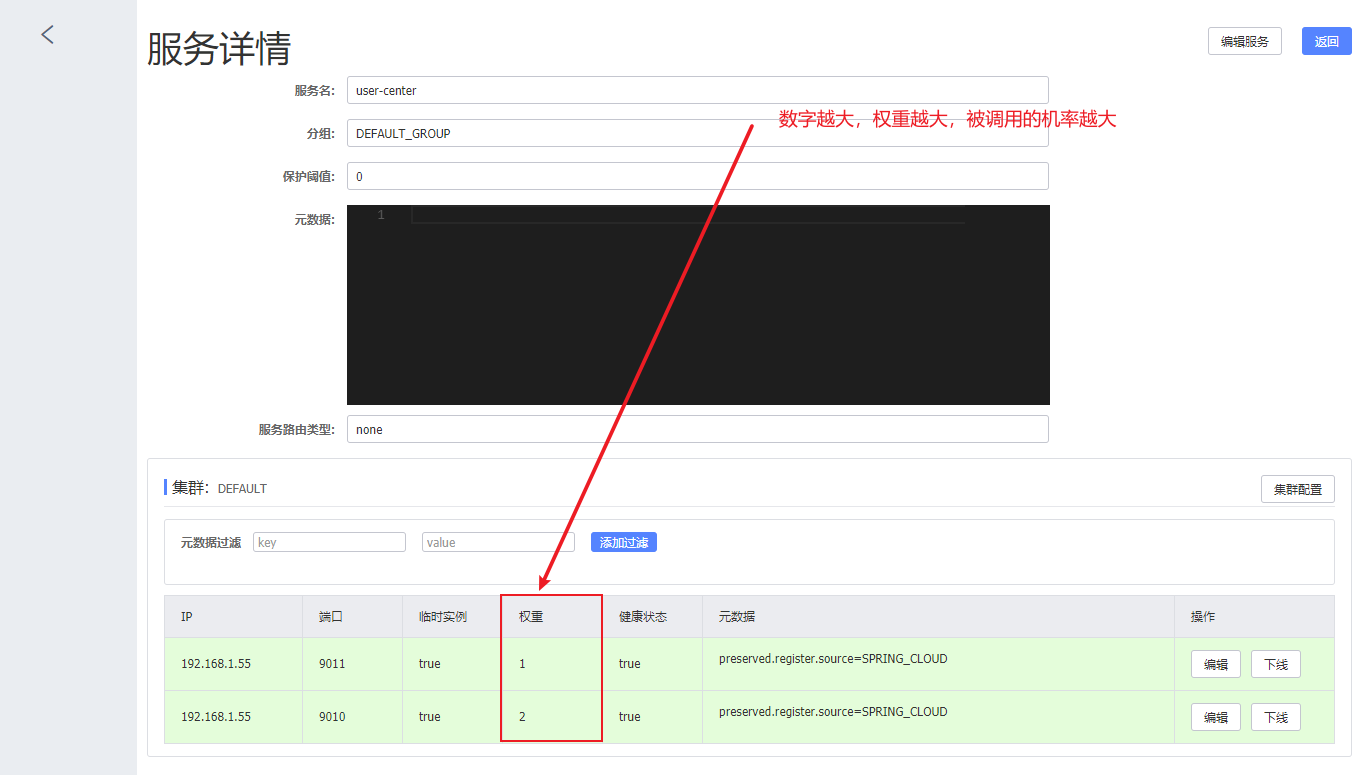 服务详情
编辑服务 返回
服务名: user-center
数字越大，权重越大，被调用的机率越大
分组: DEFAULT_GROUP
保护阈值: 0
元数据: 1
服务路由类型: none
集群: DEFAULT 集群配置
元数据过滤 key value 添加过滤
IP 端口 临时实例 权重 健康状态 元数据 操作
192.168.1.55 9011 true 1 true preserved.register.source=SPRING_CLOUD 编辑 下线
192.168.1.55 9010 true 2 true preserved.register.source=SPRING_CLOUD 编辑 下线